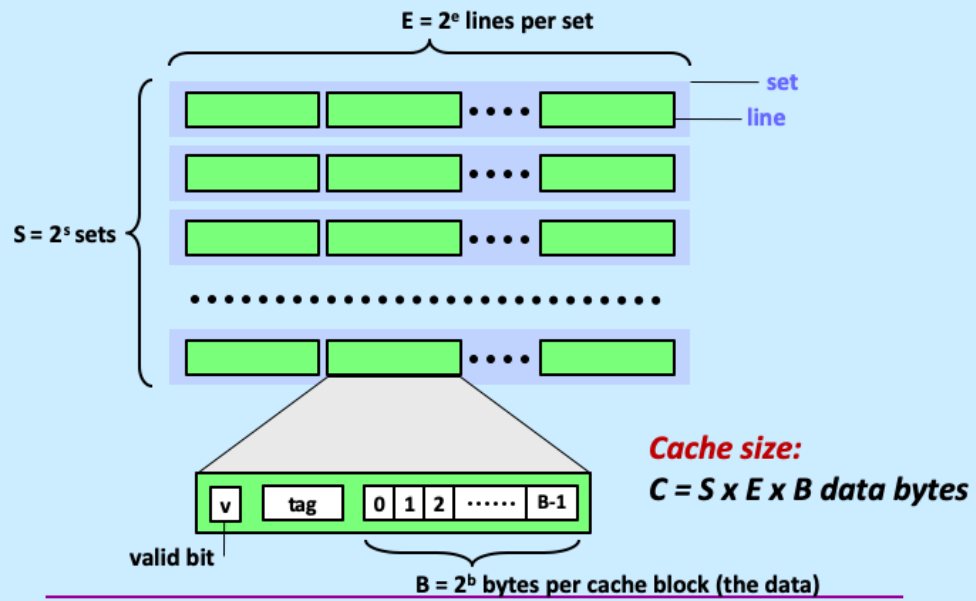 E = 2ᵉ lines per set
set
line
S = 2ˢ sets
v
tag
0 1 2 ······ B-1
valid bit
B = 2ᵇ bytes per cache block (the data)
Cache size:
C = S x E x B data bytes